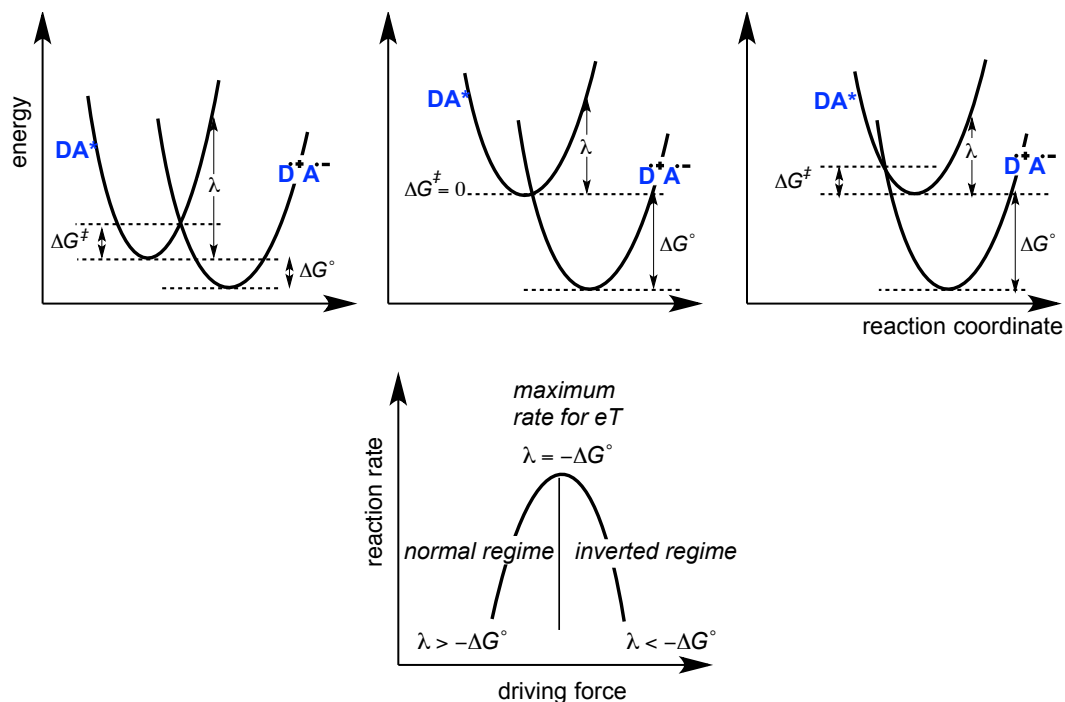 energy
DA*
λ
D•+A•−
ΔG‡
ΔG°
DA*
λ
D•+A•−
ΔG‡ = 0
ΔG°
DA*
λ
D•+A•−
ΔG‡
ΔG°
reaction coordinate
maximum
rate for eT
λ = −ΔG°
reaction rate
normal regime
inverted regime
λ > −ΔG°
λ < −ΔG°
driving force